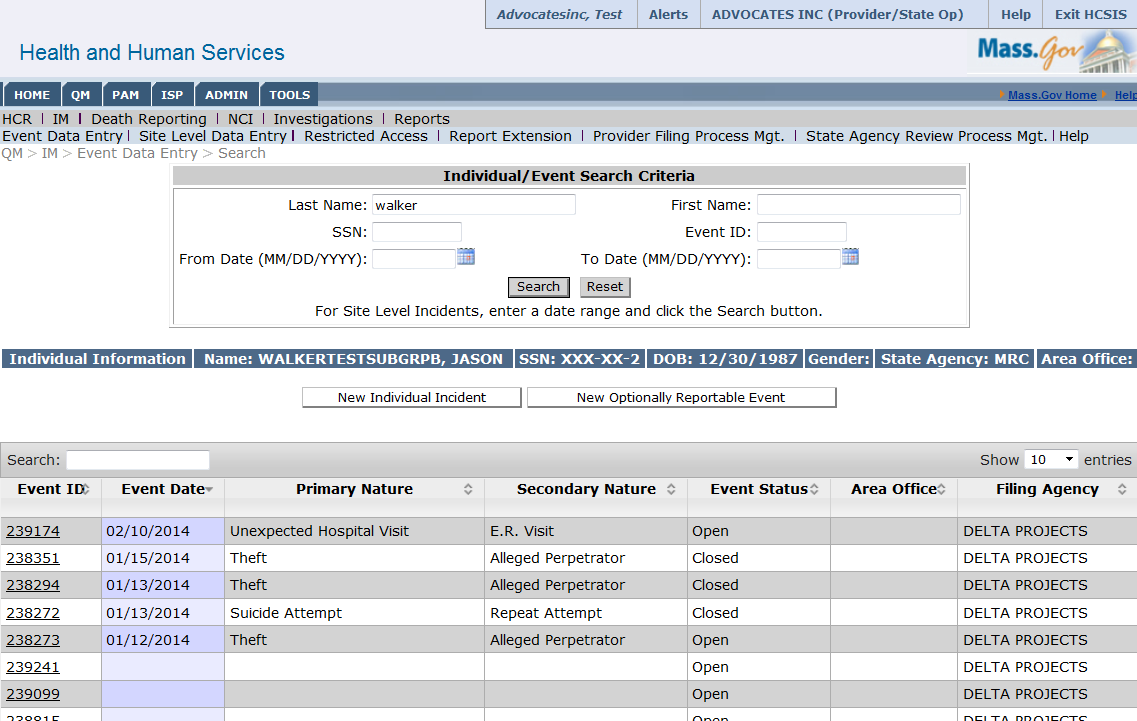 Advocatesinc, Test Alerts ADVOCATES INC (Provider/State Op) Help Exit HCSIS
Health and Human Services
Mass.Gov
HOME QM PAM ISP ADMIN TOOLS
Mass.Gov Home Help
HCR | IM | Death Reporting | NCI | Investigations | Reports
Event Data Entry | Site Level Data Entry | Restricted Access | Report Extension | Provider Filing Process Mgt. | State Agency Review Process Mgt. | Help
QM > IM > Event Data Entry > Search
Individual/Event Search Criteria
Last Name: walker First Name:
SSN: Event ID:
From Date (MM/DD/YYYY): To Date (MM/DD/YYYY):
Search Reset
For Site Level Incidents, enter a date range and click the Search button.
Individual Information Name: WALKERTESTSUBGRPB, JASON SSN: XXX-XX-2 DOB: 12/30/1987 Gender: State Agency: MRC Area Office:
New Individual Incident New Optionally Reportable Event
Search: Show 10 entries
Event ID Event Date Primary Nature Secondary Nature Event Status Area Office Filing Agency
239174 02/10/2014 Unexpected Hospital Visit E.R. Visit Open DELTA PROJECTS
238351 01/15/2014 Theft Alleged Perpetrator Closed DELTA PROJECTS
238294 01/13/2014 Theft Alleged Perpetrator Closed DELTA PROJECTS
238272 01/13/2014 Suicide Attempt Repeat Attempt Closed DELTA PROJECTS
238273 01/12/2014 Theft Alleged Perpetrator Open DELTA PROJECTS
239241 Open DELTA PROJECTS
239099 Open DELTA PROJECTS
238815 Open DELTA PROJECTS